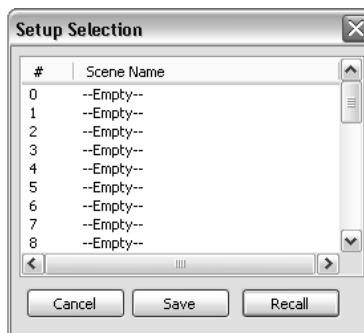 Setup Selection
# Scene Name
0 --Empty--
1 --Empty--
2 --Empty--
3 --Empty--
4 --Empty--
5 --Empty--
6 --Empty--
7 --Empty--
8 --Empty--
Cancel Save Recall